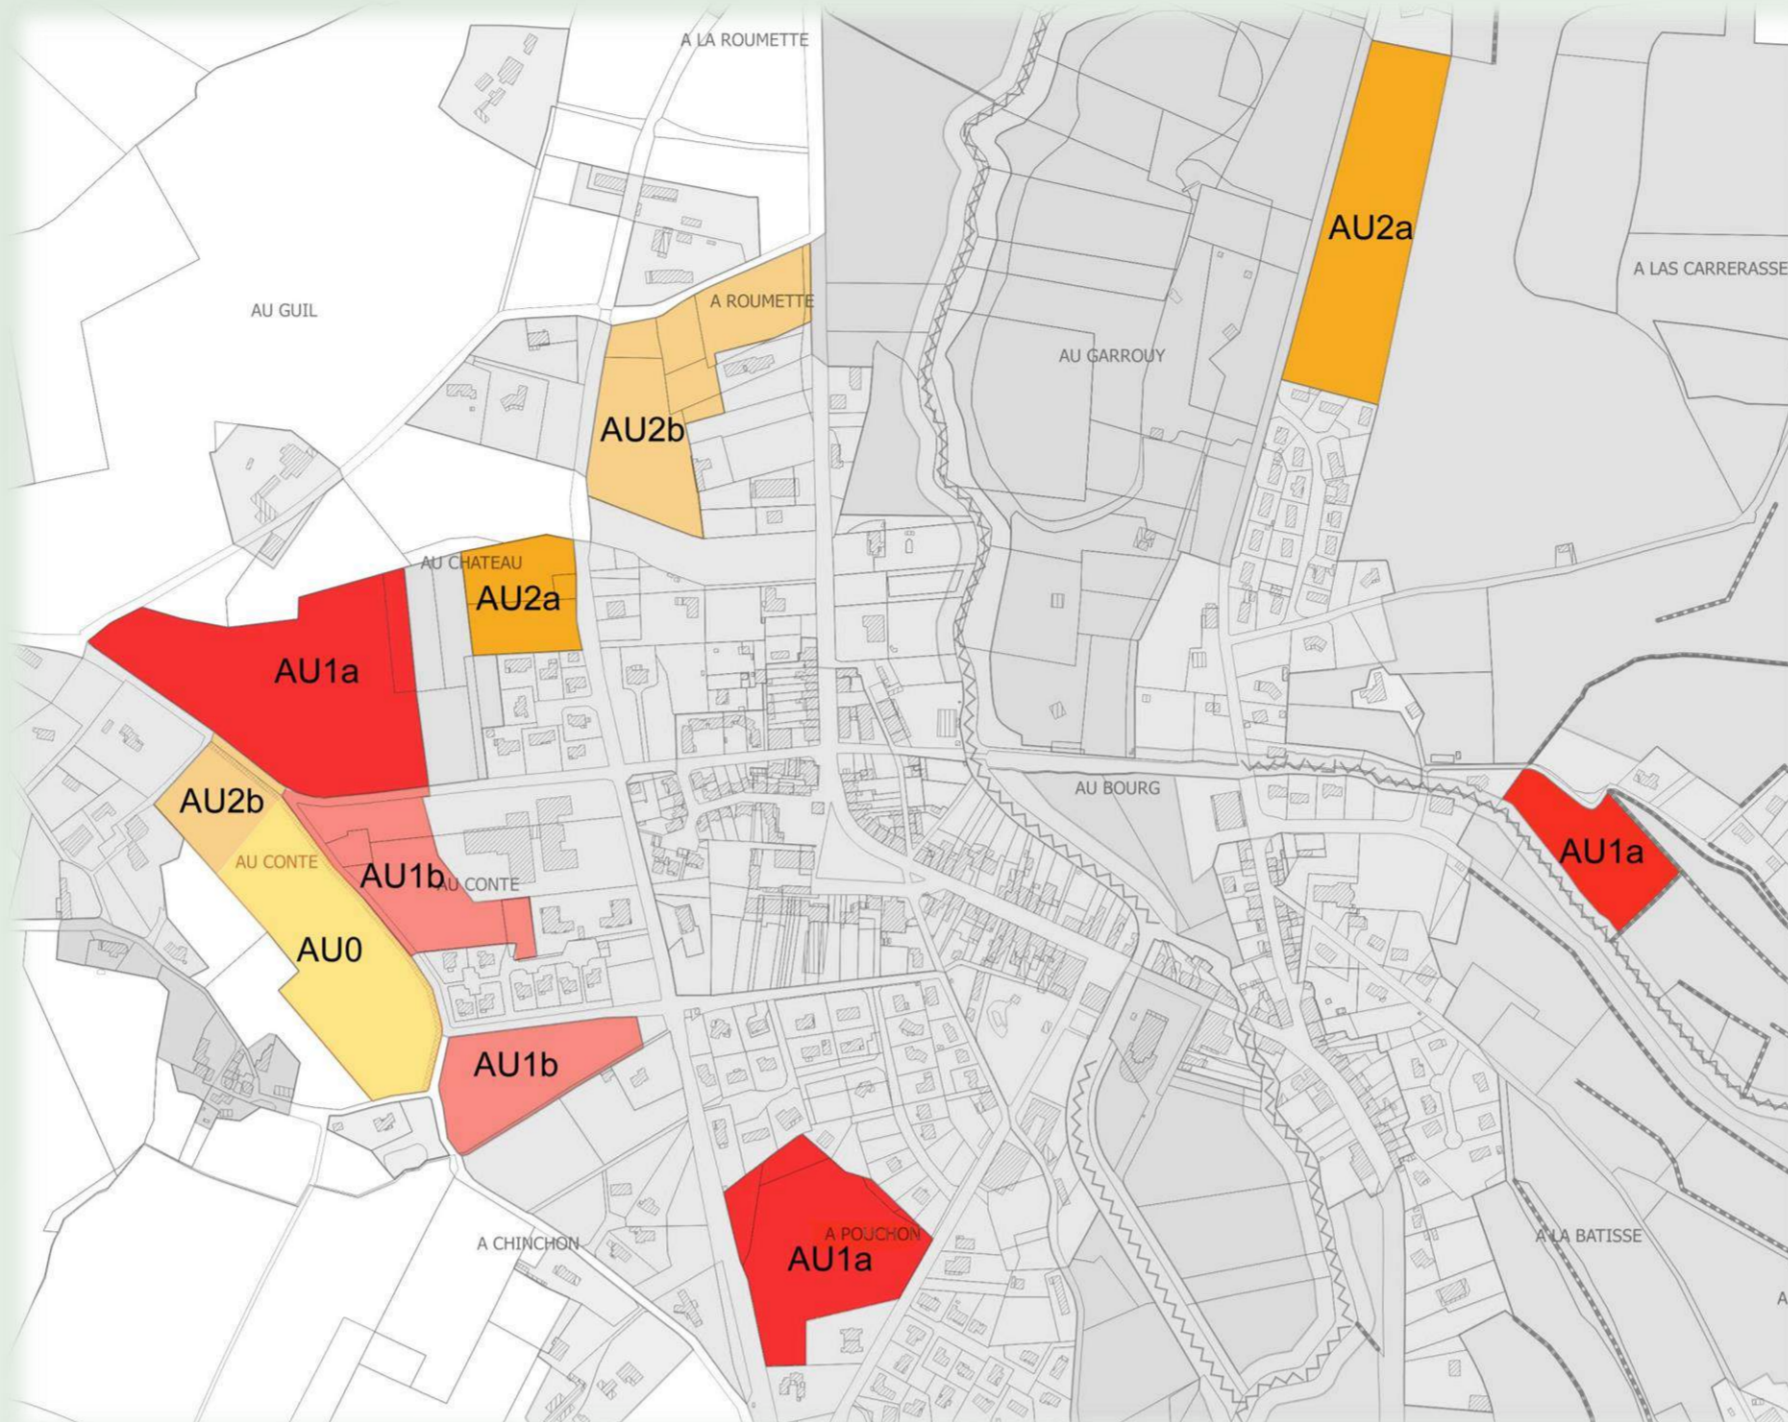 A LA ROUMETTE
AU2a
A LAS CARRERASSE
A ROUMETTE
AU GUIL
AU GARROUY
AU2b
AU CHATEAU
AU2a
AU1a
AU BOURG
AU2b
AU1a
AU CONTE
AU1b
AU CONTE
AU0
AU1b
A POUCHON
A CHINCHON
A LA BATISSE
AU1a
A